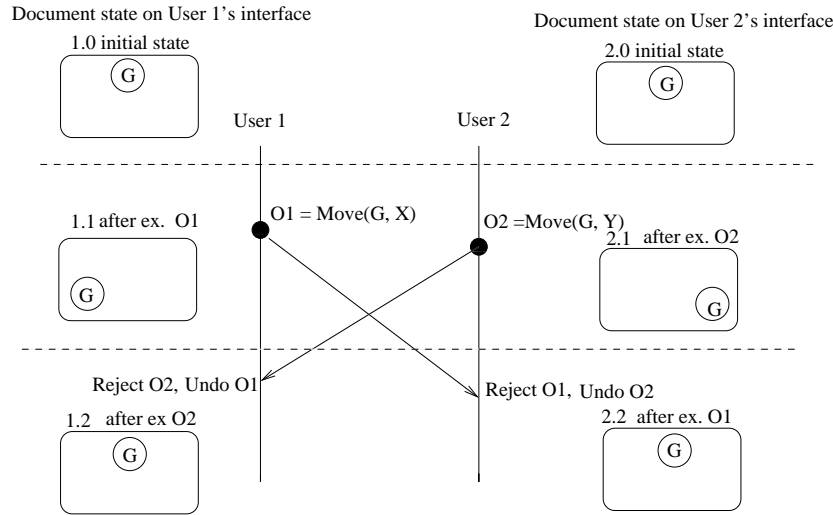 Document state on User 1's interface
Document state on User 2's interface
1.0 initial state
2.0 initial state
G
G
User 1
User 2
1.1 after ex. O1
O1 = Move(G, X)
O2 =Move(G, Y)
2.1 after ex. O2
G
G
Reject O2, Undo O1
Reject O1, Undo O2
1.2 after ex O2
2.2 after ex. O1
G
G